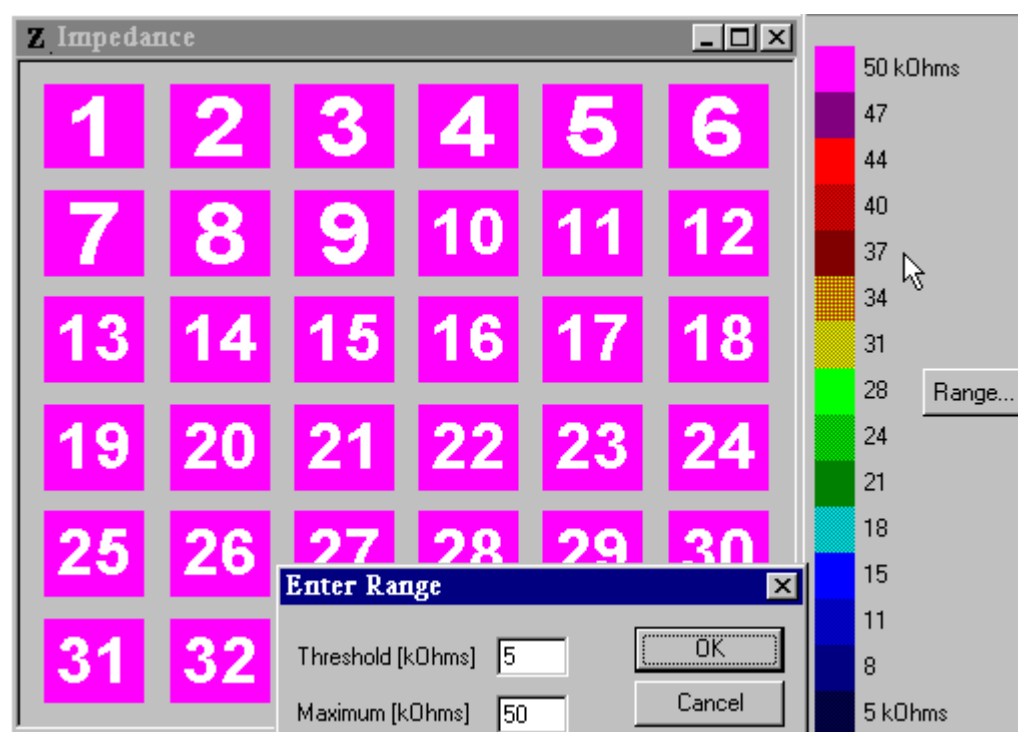 Z Impedance
1 2 3 4 5 6
7 8 9 10 11 12
13 14 15 16 17 18
19 20 21 22 23 24
25 26 27 28 29 30
31 32
Enter Range
Threshold [kOhms] 5
OK
Maximum [kOhms] 50
Cancel
50 kOhms
47
44
40
37
34
31
28
Range...
24
21
18
15
11
8
5 kOhms